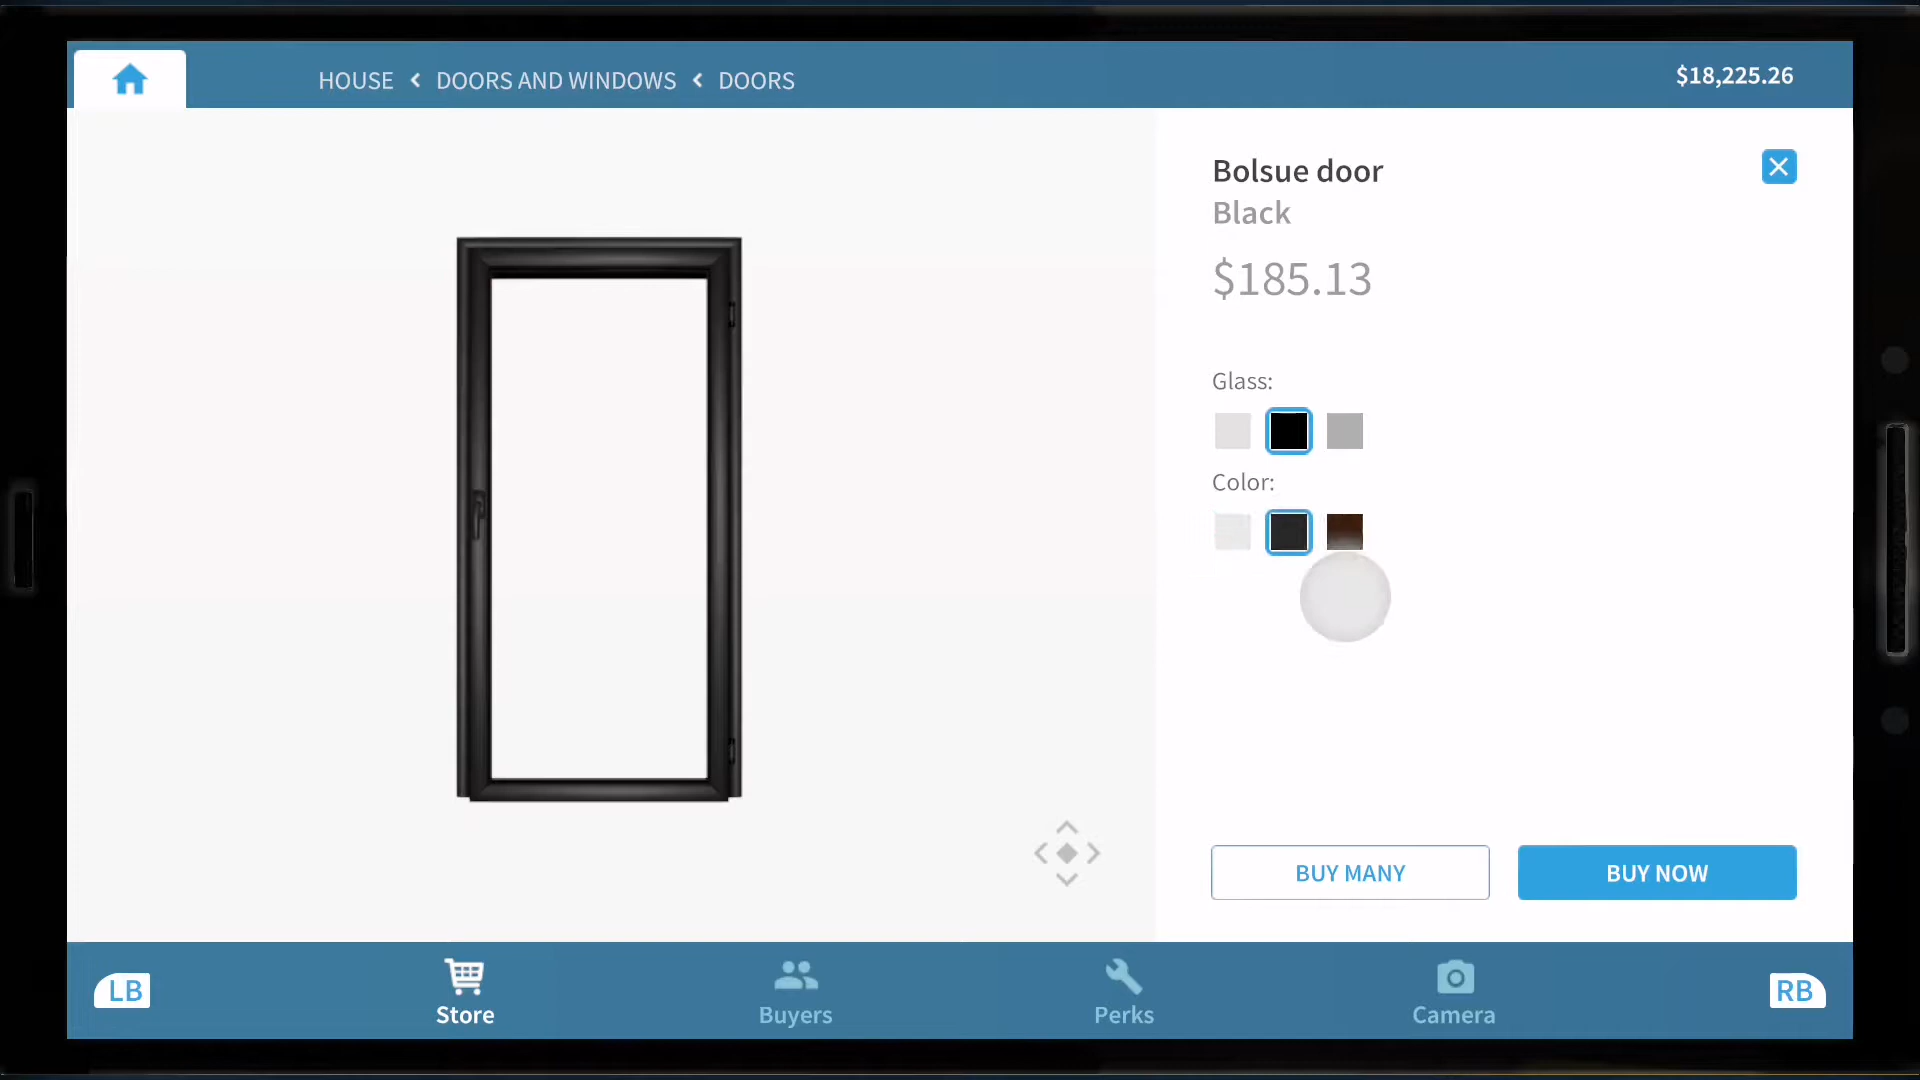 HOUSE < DOORS AND WINDOWS < DOORS
$18,225.26
Bolsue door
Black
$185.13
Glass:
Color:
BUY MANY
BUY NOW
LB
Store
Buyers
Perks
Camera
RB